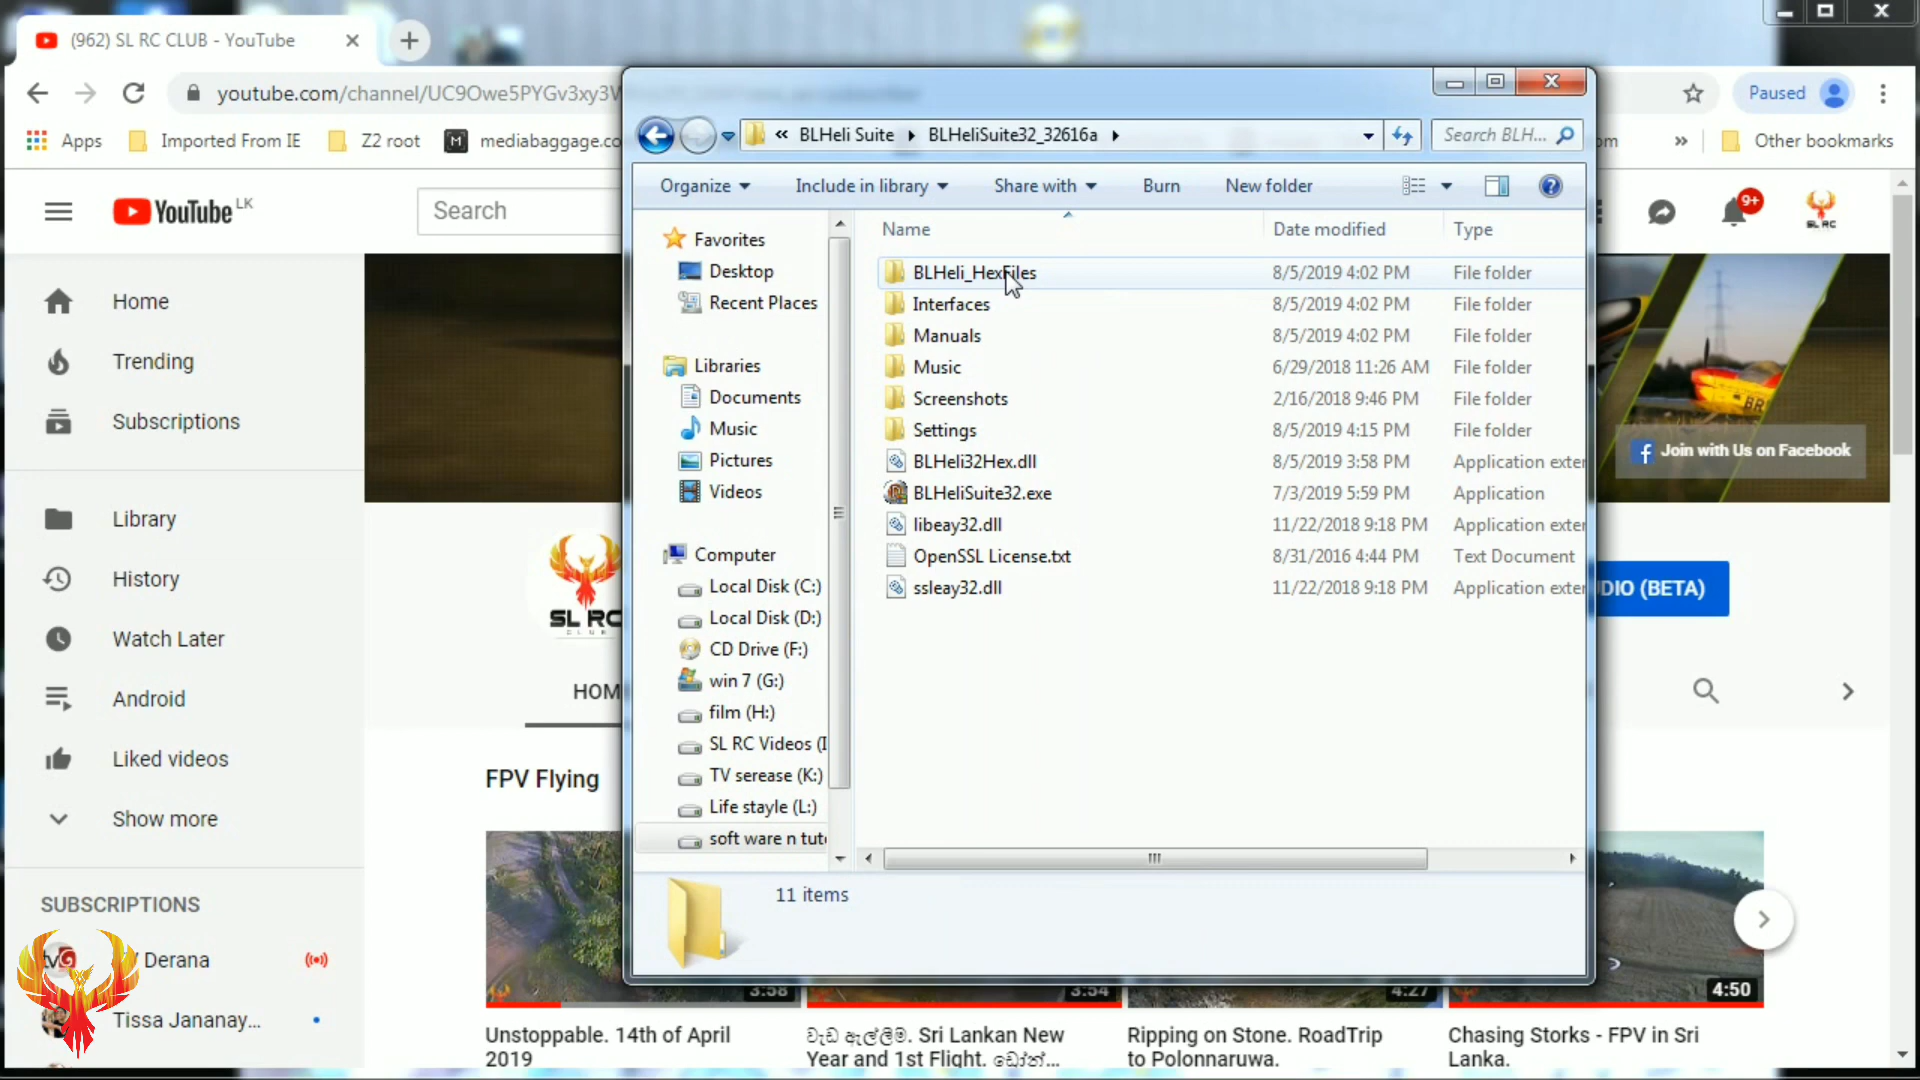 (962) SL RC CLUB - YouTube
youtube.com/channel/UC9Owe5PYGv3xy3
Paused
Apps
Imported From IE
Z2 root
mediabaggage.co
om
»
Other bookmarks
YouTube LK
Search
9+
SL RC
Home
Trending
Subscriptions
Library
History
Watch Later
Android
Liked videos
Show more
SUBSCRIPTIONS
Derana
Tissa Jananay...
« BLHeli Suite BLHeliSuite32_32616a
Search BLH...
Organize
Include in library
Share with
Burn
New folder
Favorites
Desktop
Recent Places
Libraries
Documents
Music
Pictures
Videos
Computer
Local Disk (C:)
Local Disk (D:)
CD Drive (F:)
win 7 (G:)
film (H:)
SL RC Videos (I
TV serease (K:)
Life stayle (L:)
soft ware n tut
Name Date modified Type
BLHeli_HexFiles 8/5/2019 4:02 PM File folder
Interfaces 8/5/2019 4:02 PM File folder
Manuals 8/5/2019 4:02 PM File folder
Music 6/29/2018 11:26 AM File folder
Screenshots 2/16/2018 9:46 PM File folder
Settings 8/5/2019 4:15 PM File folder
BLHeli32Hex.dll 8/5/2019 3:58 PM Application exter
BLHeliSuite32.exe 7/3/2019 5:59 PM Application
libeay32.dll 11/22/2018 9:18 PM Application exter
OpenSSL License.txt 8/31/2016 4:44 PM Text Document
ssleay32.dll 11/22/2018 9:18 PM Application exter
11 items
BR
Join with Us on Facebook
DIO (BETA)
SL RC
CLUB
HOM
FPV Flying
3:58
3:54
4:27
4:50
Unstoppable. 14th of April
2019
වැඩ ඇල්ලීම. Sri Lankan New
Year and 1st Flight.
Ripping on Stone. RoadTrip
to Polonnaruwa.
Chasing Storks - FPV in Sri
Lanka.